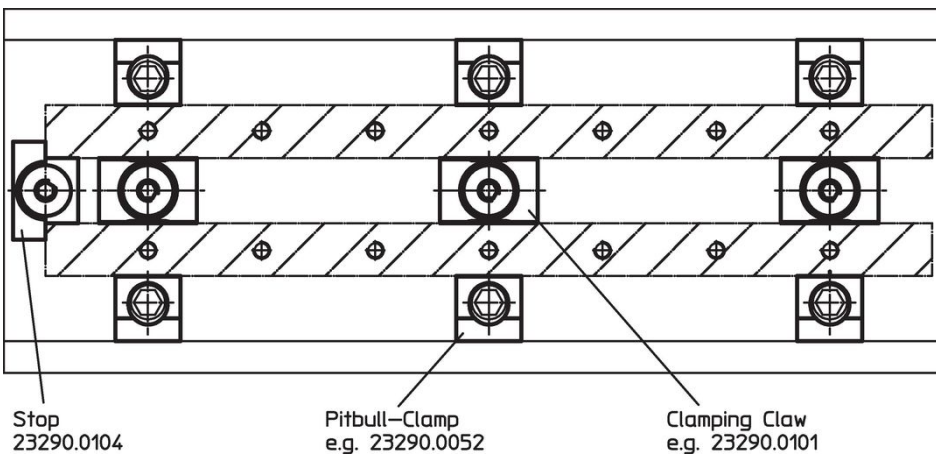 Stop
23290.0104
Pitbull-Clamp
e.g. 23290.0052
Clamping Claw
e.g. 23290.0101